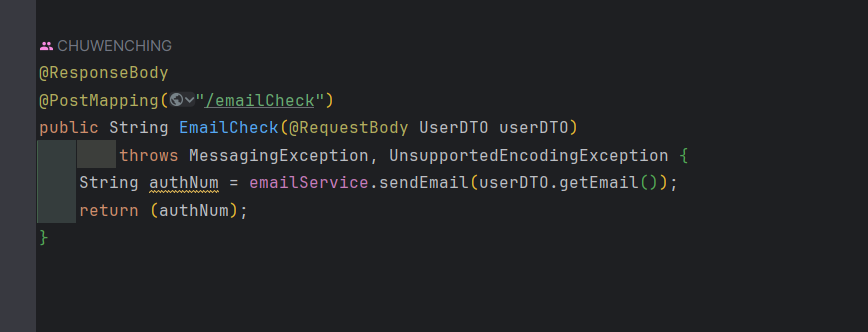 CHUWENCHING
@ResponseBody
@PostMapping("/emailCheck")
public String EmailCheck(@RequestBody UserDTO userDTO)
throws MessagingException, UnsupportedEncodingException {
String authNum = emailService.sendEmail(userDTO.getEmail());
return (authNum);
}